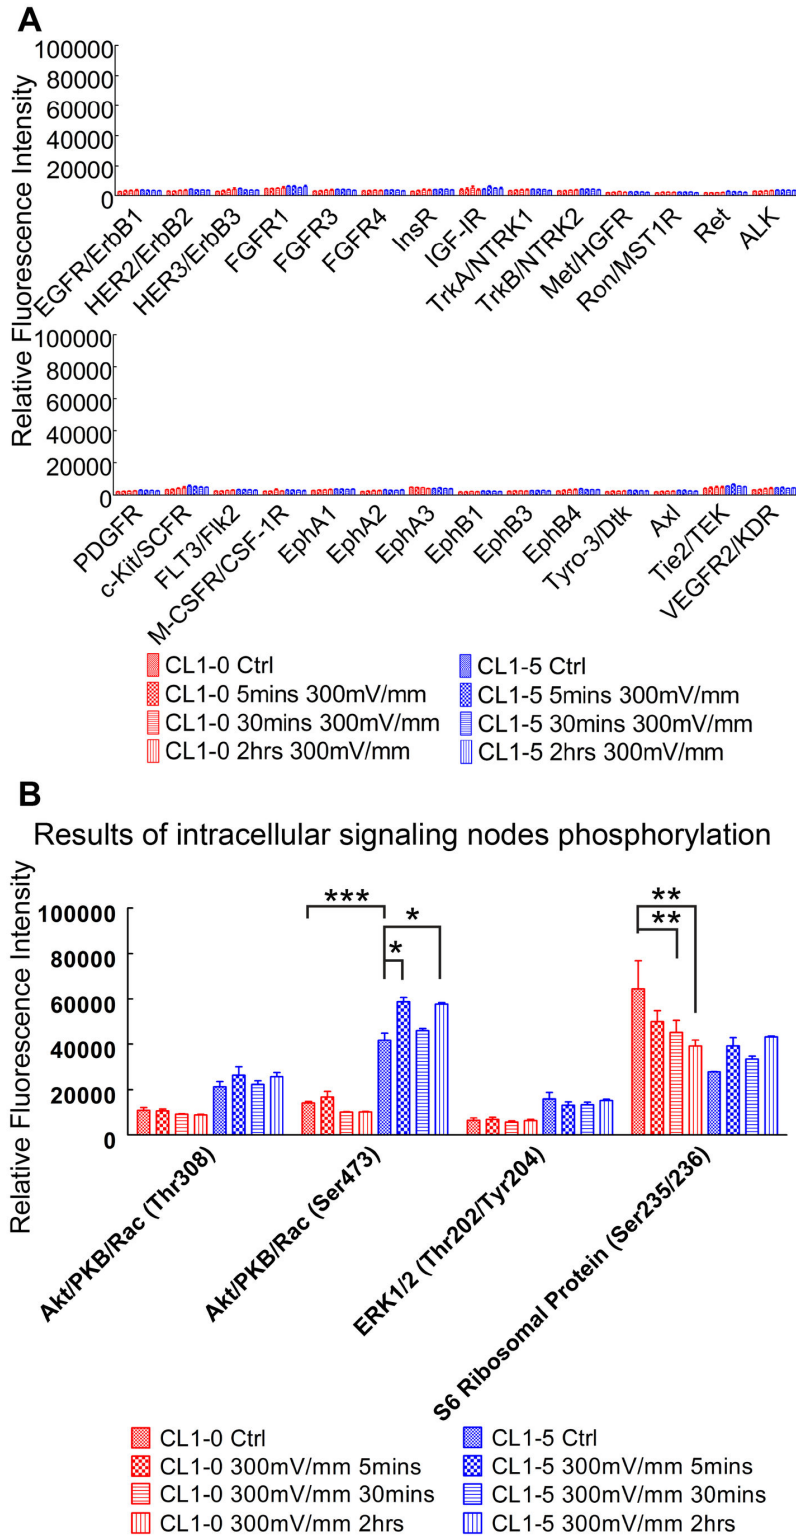 A
Relative Fluorescence Intensity
100000
80000
60000
40000
20000
0
EGFR/ErbB1
HER2/ErbB2
HER3/ErbB3
FGFR1
FGFR3
FGFR4
InsR
IGF-IR
TrkA/NTRK1
TrkB/NTRK2
Met/HGFR
Ron/MST1R
Ret
ALK
100000
80000
60000
40000
20000
0
PDGFR
c-Kit/SCFR
FLT3/Flk2
M-CSFR/CSF-1R
EphA1
EphA2
EphA3
EphB1
EphB3
EphB4
Tyro-3/Dtk
Axl
Tie2/TEK
VEGFR2/KDR
CL1-0 Ctrl
CL1-0 5mins 300mV/mm
CL1-0 30mins 300mV/mm
CL1-0 2hrs 300mV/mm
CL1-5 Ctrl
CL1-5 5mins 300mV/mm
CL1-5 30mins 300mV/mm
CL1-5 2hrs 300mV/mm
B
Results of intracellular signaling nodes phosphorylation
Relative Fluorescence Intensity
100000
80000
60000
40000
20000
0
***
*
*
**
**
Akt/PKB/Rac (Thr308)
Akt/PKB/Rac (Ser473)
ERK1/2 (Thr202/Tyr204)
S6 Ribosomal Protein (Ser235/236)
CL1-0 Ctrl
CL1-0 300mV/mm 5mins
CL1-0 300mV/mm 30mins
CL1-0 300mV/mm 2hrs
CL1-5 Ctrl
CL1-5 300mV/mm 5mins
CL1-5 300mV/mm 30mins
CL1-5 300mV/mm 2hrs